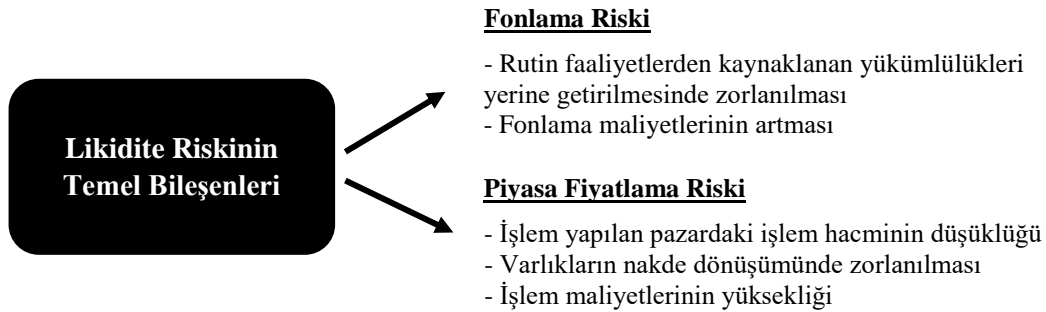 Likidite Riskinin
Temel Bileşenleri
Fonlama Riski
- Rutin faaliyetlerden kaynaklanan yükümlülükleri
yerine getirilmesinde zorlanılması
- Fonlama maliyetlerinin artması
Piyasa Fiyatlama Riski
- İşlem yapılan pazardaki işlem hacminin düşüklüğü
- Varlıkların nakde dönüşümünde zorlanılması
- İşlem maliyetlerinin yüksekliği